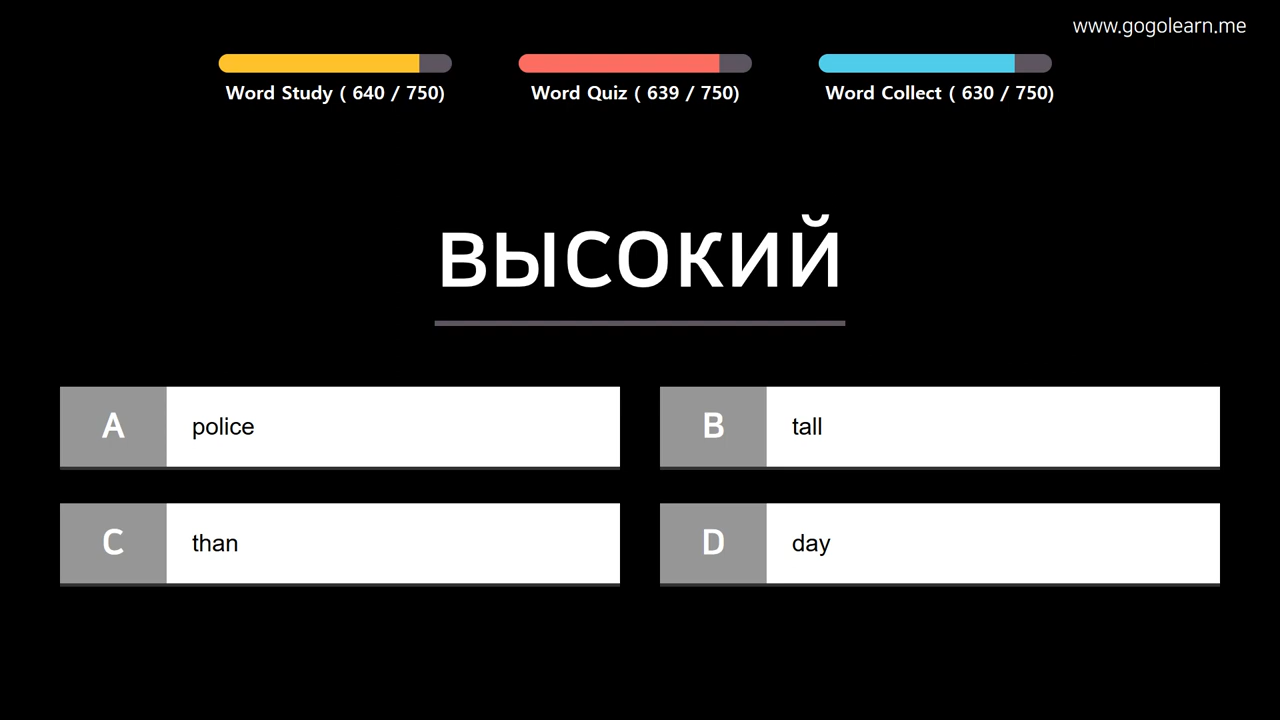 www.gogolearn.me
Word Study ( 640 / 750)
Word Quiz ( 639 / 750)
Word Collect ( 630 / 750)
ВЫСОКИЙ
A police
B tall
C than
D day